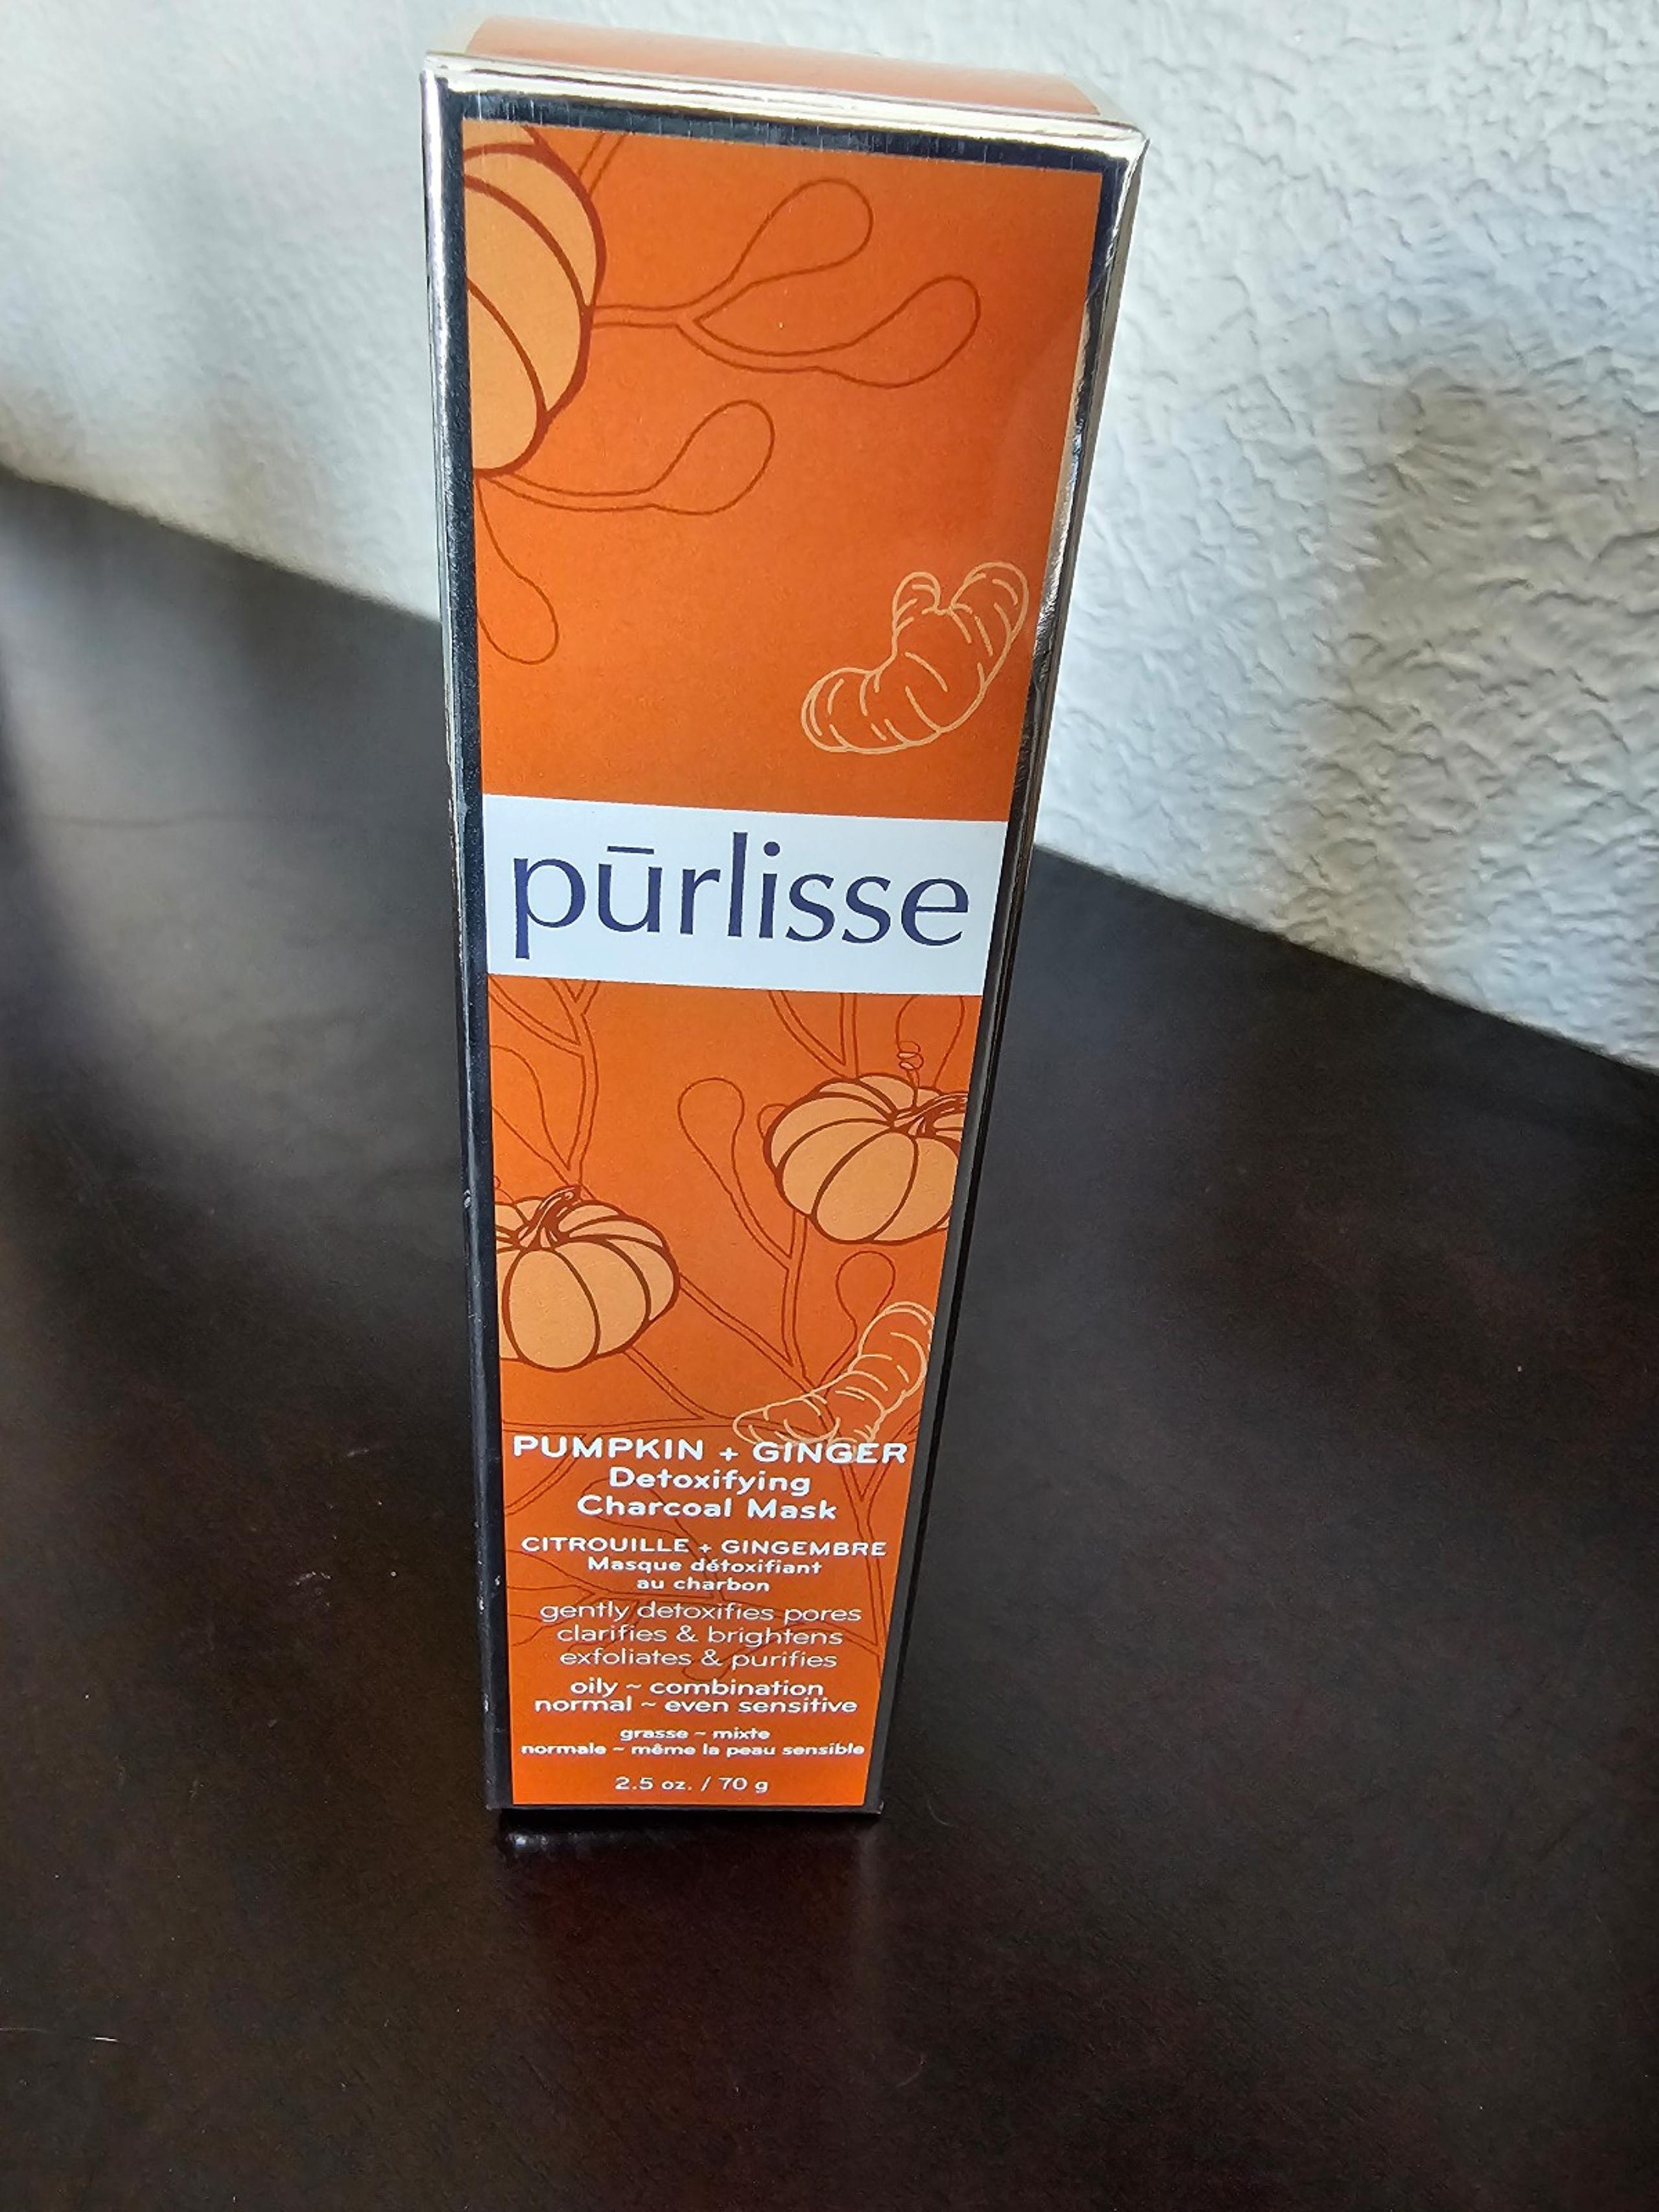 pūrlisse
PUMPKIN + GINGER
Detoxifying
Charcoal Mask
CITROUILLE + GINGEMBRE
Masque détoxifiant
au charbon
gently detoxifies pores
clarifies & brightens
exfoliates & purifies
oily ~ combination
normal ~ even sensitive
grasse ~ mixte
normale ~ même la peau sensible
2.5 oz. / 70 g